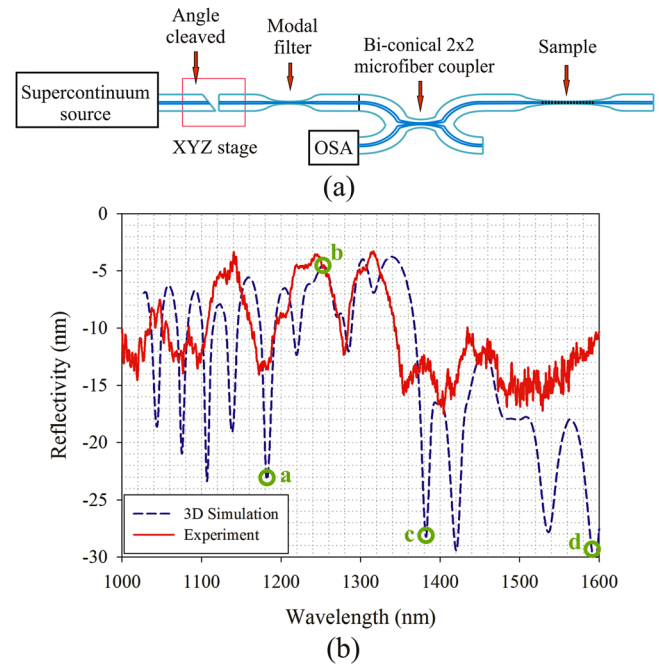 Angle
cleaved
Modal
filter
Bi-conical 2x2
microfiber coupler
Sample
Supercontinuum
source
XYZ stage
OSA
(a)
0
-5
-10
-15
-20
-25
-30
Reflectivity (nm)
b
a
c
d
3D Simulation
Experiment
1000 1100 1200 1300 1400 1500 1600
Wavelength (nm)
(b)